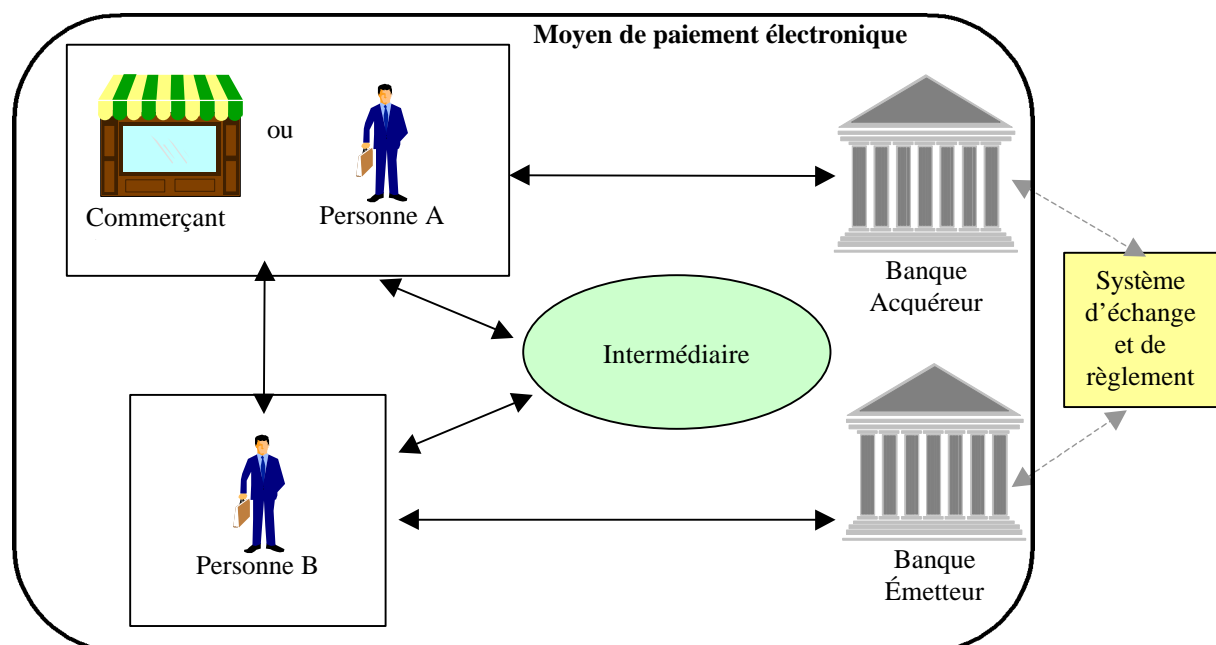 Moyen de paiement électronique
ou
Commerçant
Personne A
Banque
Acquéreur
Système
d'échange
et de
règlement
Intermédiaire
Personne B
Banque
Émetteur